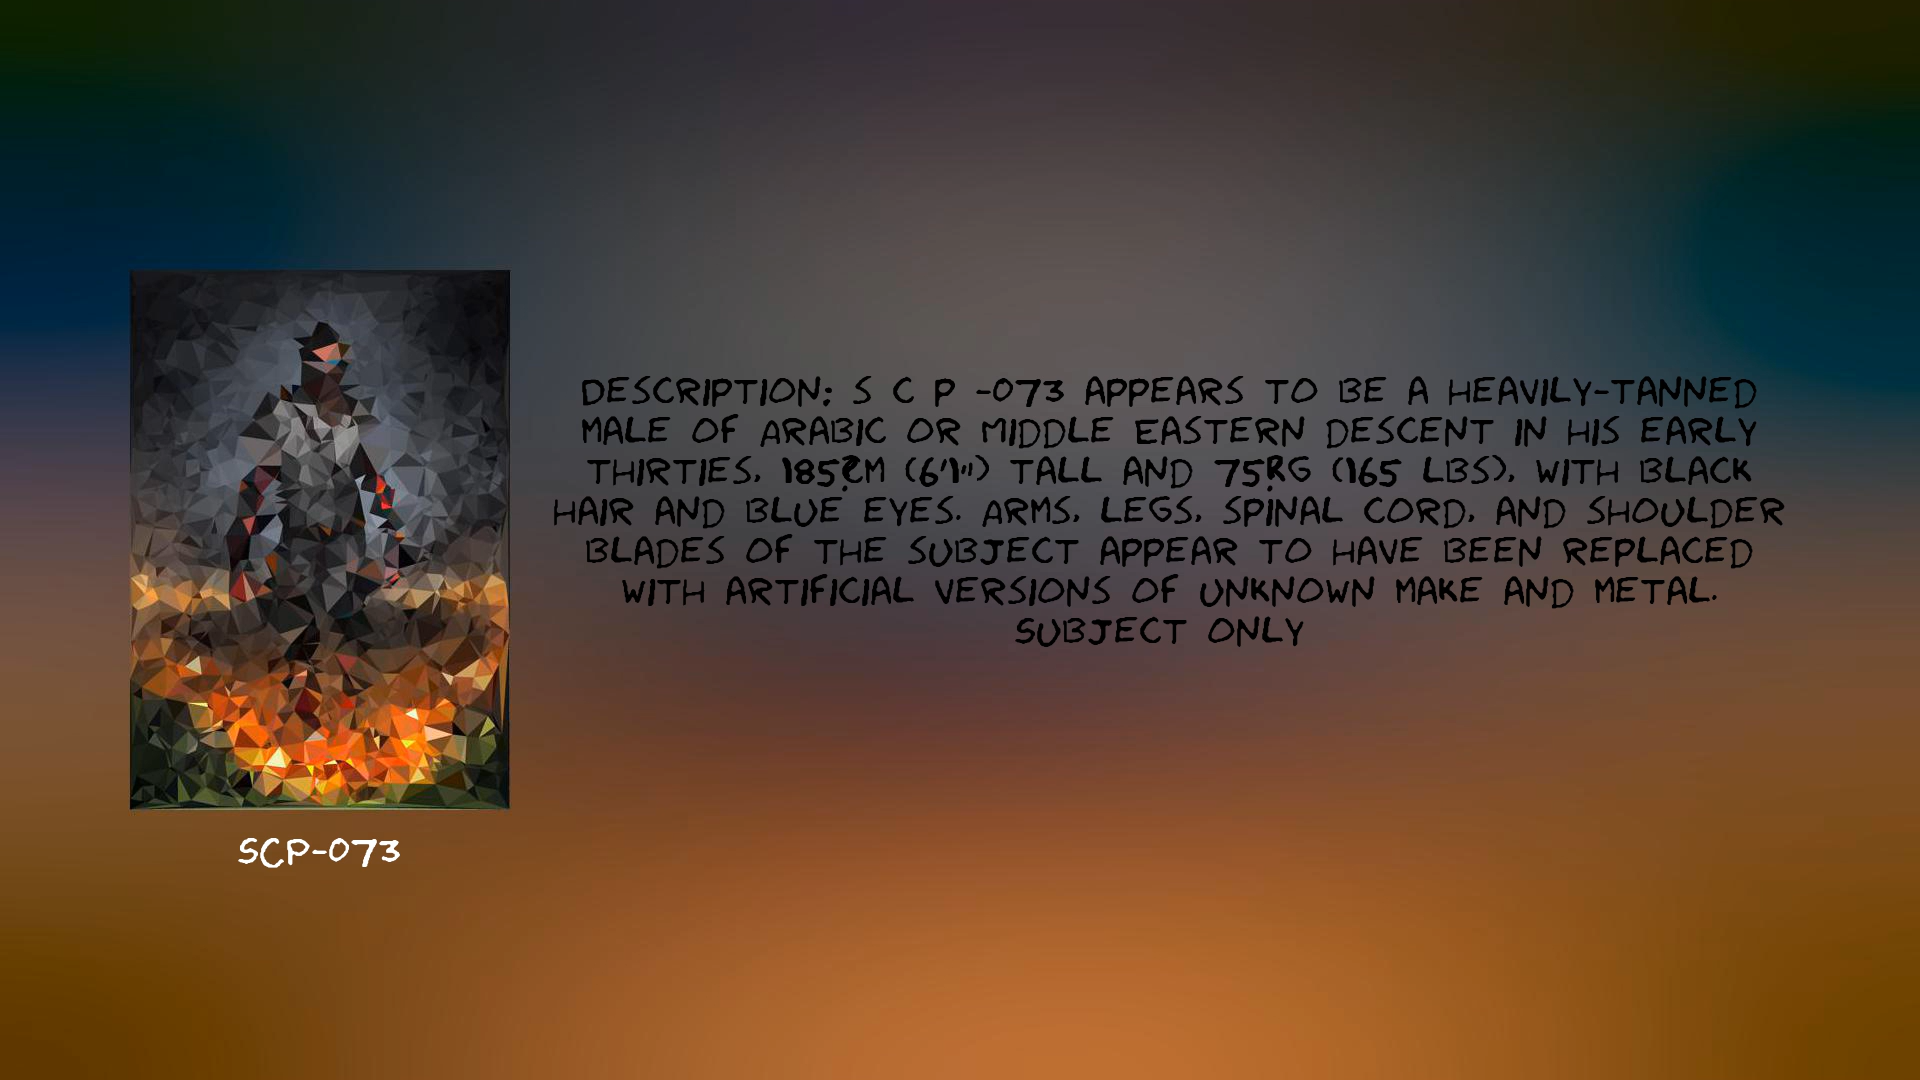 DESCRIPTION: S C P -073 APPEARS TO BE A HEAVILY-TANNED
MALE OF ARABIC OR MIDDLE EASTERN DESCENT IN HIS EARLY
THIRTIES, 185?CM (6'1") TALL AND 75?KG (165 LBS), WITH BLACK
HAIR AND BLUE EYES. ARMS, LEGS, SPINAL CORD, AND SHOULDER
BLADES OF THE SUBJECT APPEAR TO HAVE BEEN REPLACED
WITH ARTIFICIAL VERSIONS OF UNKNOWN MAKE AND METAL.
SUBJECT ONLY
SCP-073